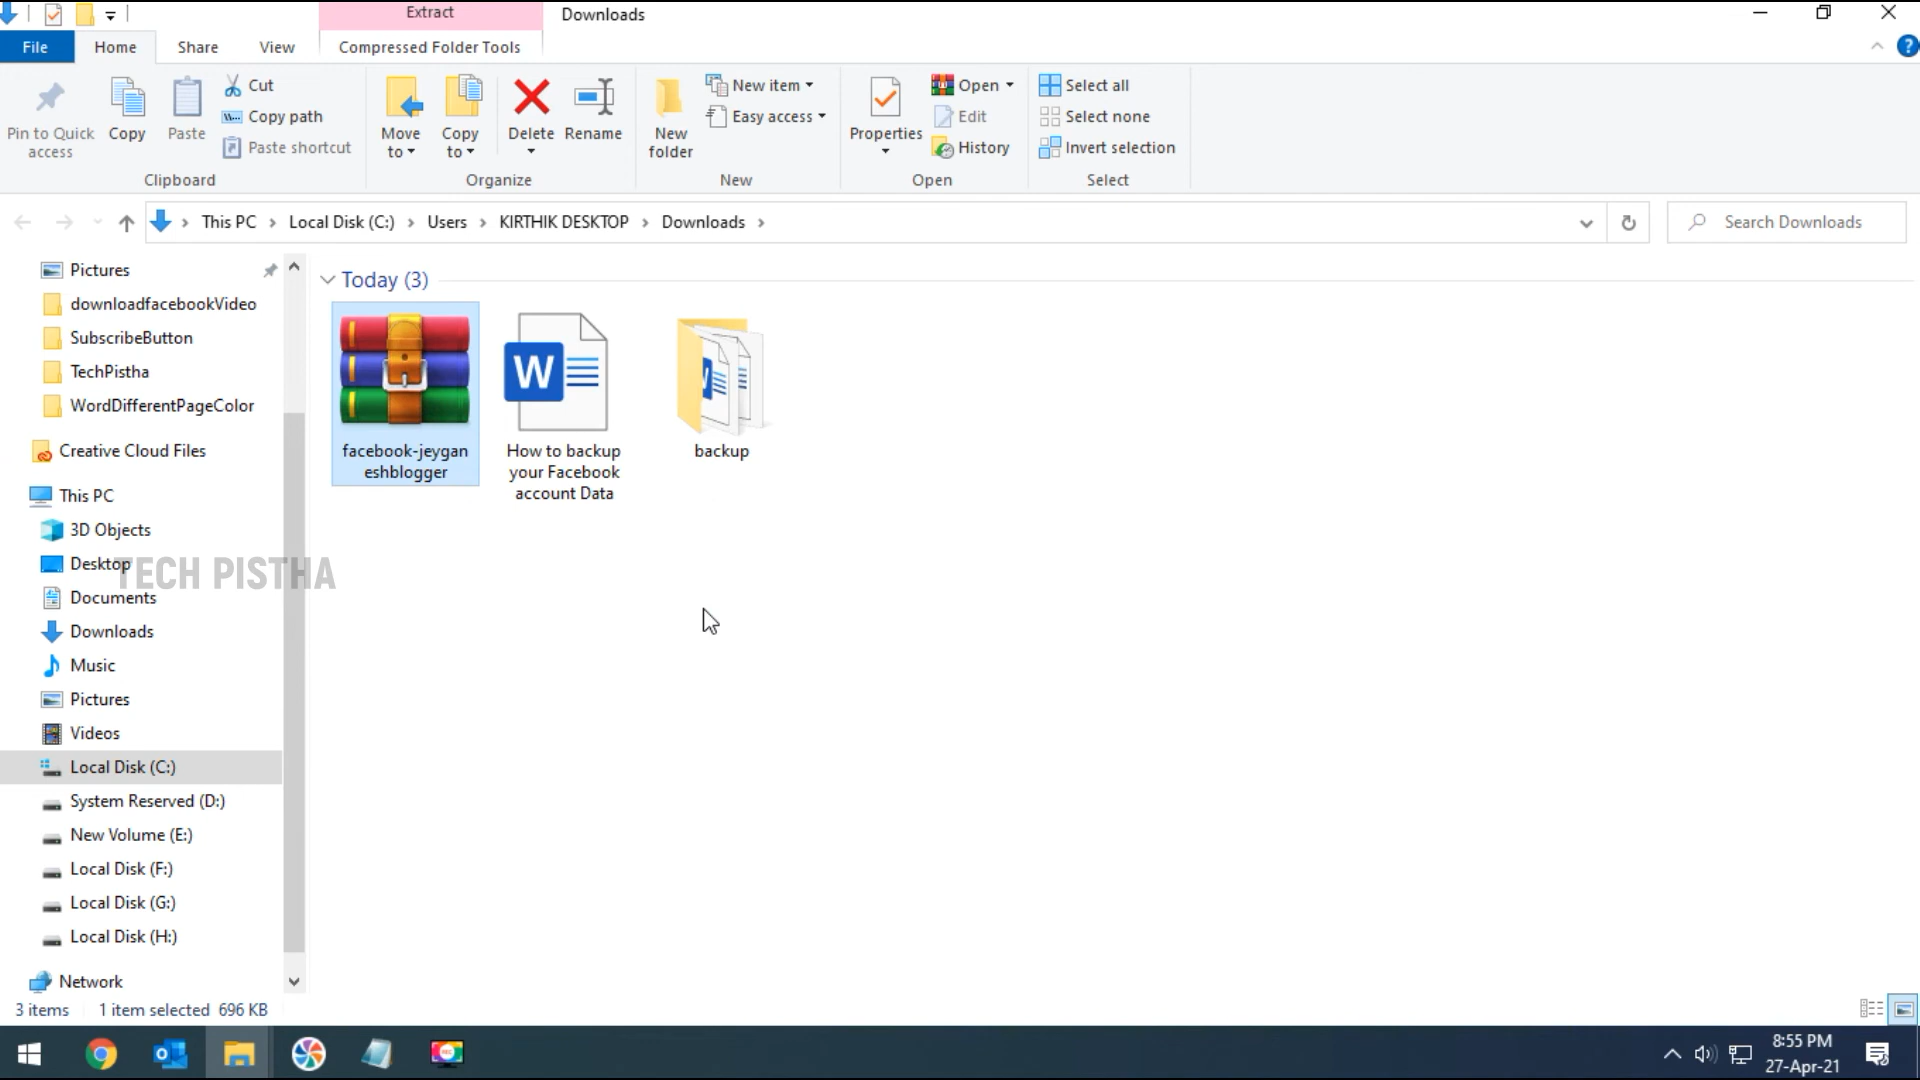 Extract
Downloads
File
Home
Share
View
Compressed Folder Tools
Pin to Quick
access
Copy
Paste
Cut
Copy path
Paste shortcut
Clipboard
Move
to
Copy
to
Delete
Rename
Organize
New
folder
New item
Easy access
New
Properties
Open
Edit
History
Open
Select all
Select none
Invert selection
Select
This PC
Local Disk (C:)
Users
KIRTHIK DESKTOP
Downloads
Search Downloads
Pictures
downloadfacebookVideo
SubscribeButton
TechPistha
WordDifferentPageColor
Creative Cloud Files
This PC
3D Objects
Desktop
TECH PISTHA
Documents
Downloads
Music
Pictures
Videos
Local Disk (C:)
System Reserved (D:)
New Volume (E:)
Local Disk (F:)
Local Disk (G:)
Local Disk (H:)
Network
Today (3)
facebook-jeygan
eshblogger
W
How to backup
your Facebook
account Data
backup
3 items
1 item selected 696 KB
8:55 PM
27-Apr-21